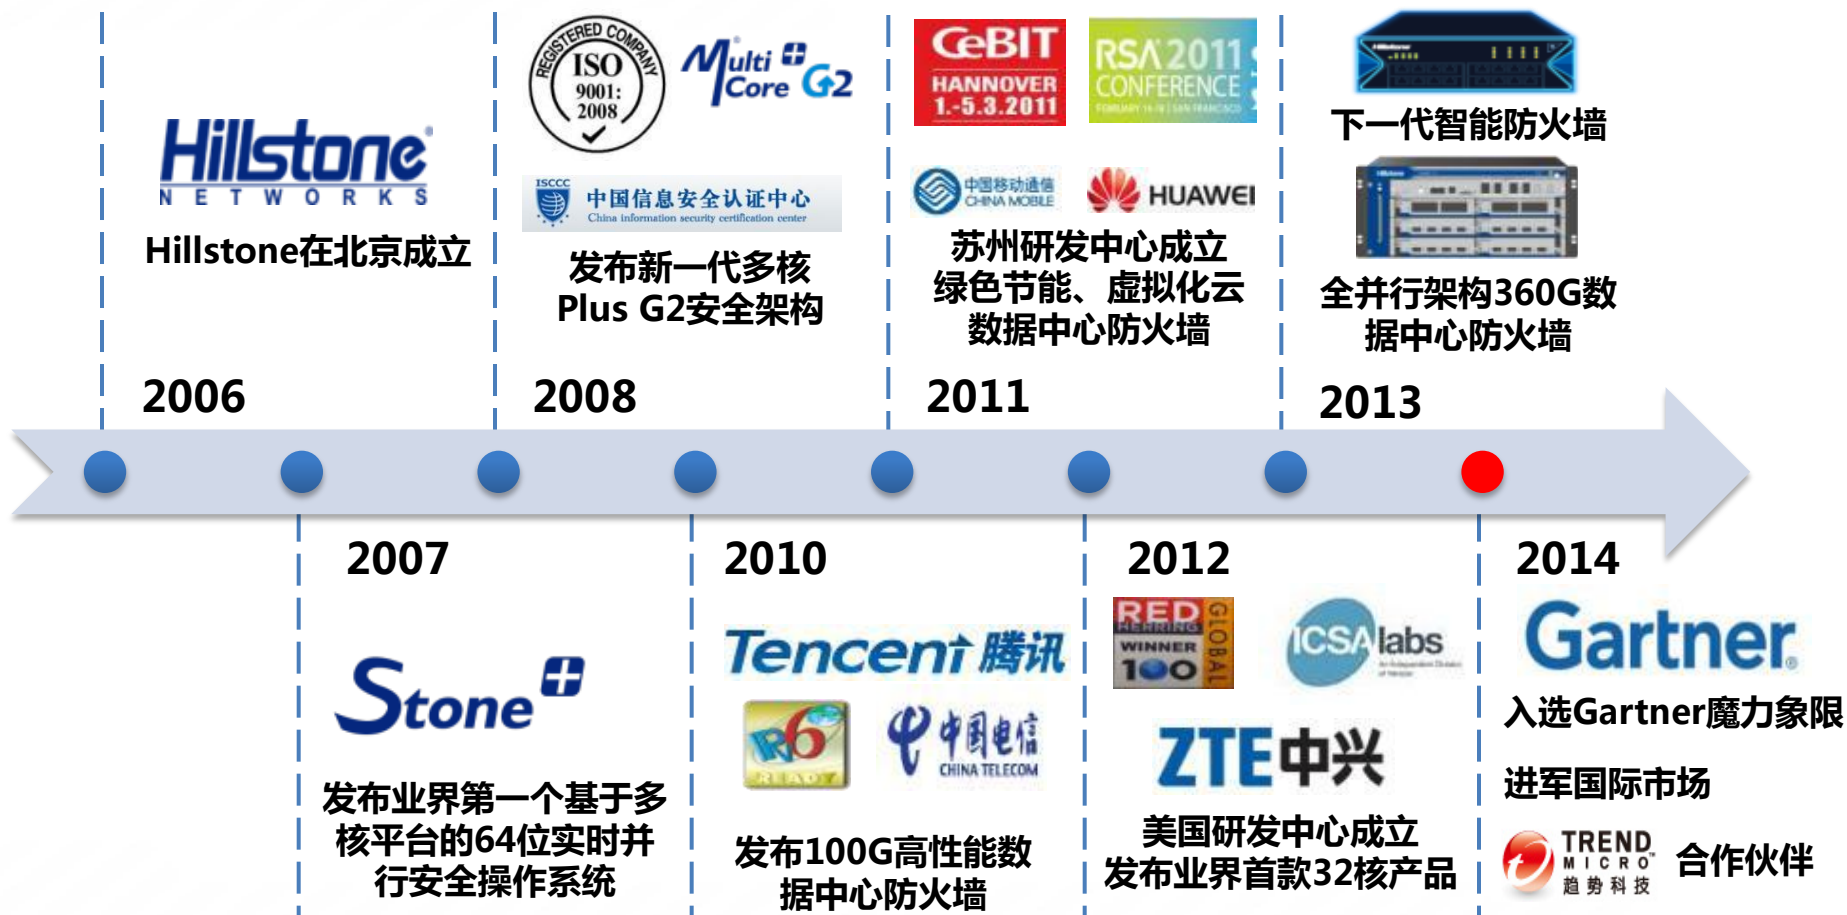 Hillstone
NETWORKS
Hillstone在北京成立
2006
REGISTERED COMPANY
ISO
9001:
2008
Multi
Core G2
ISCCC
中国信息安全认证中心
China information security certification center
发布新一代多核
Plus G2安全架构
2008
CeBIT
HANNOVER
1.-5.3.2011
RSA 2011
CONFERENCE
中国移动通信
CHINA MOBILE
HUAWEI
苏州研发中心成立
绿色节能、虚拟化云
数据中心防火墙
2011
Hillstone
下一代智能防火墙
全并行架构360G数
据中心防火墙
2013
2007
Stone
发布业界第一个基于多
核平台的64位实时并
行安全操作系统
2010
Tencent 腾讯
IPv6
READY
中国电信
CHINA TELECOM
发布100G高性能数
据中心防火墙
2012
RED
HERRING
WINNER
100
GLOBAL
ICSA labs
ZTE中兴
美国研发中心成立
发布业界首款32核产品
2014
Gartner
入选Gartner魔力象限
进军国际市场
TREND
MICRO
趋势科技
合作伙伴